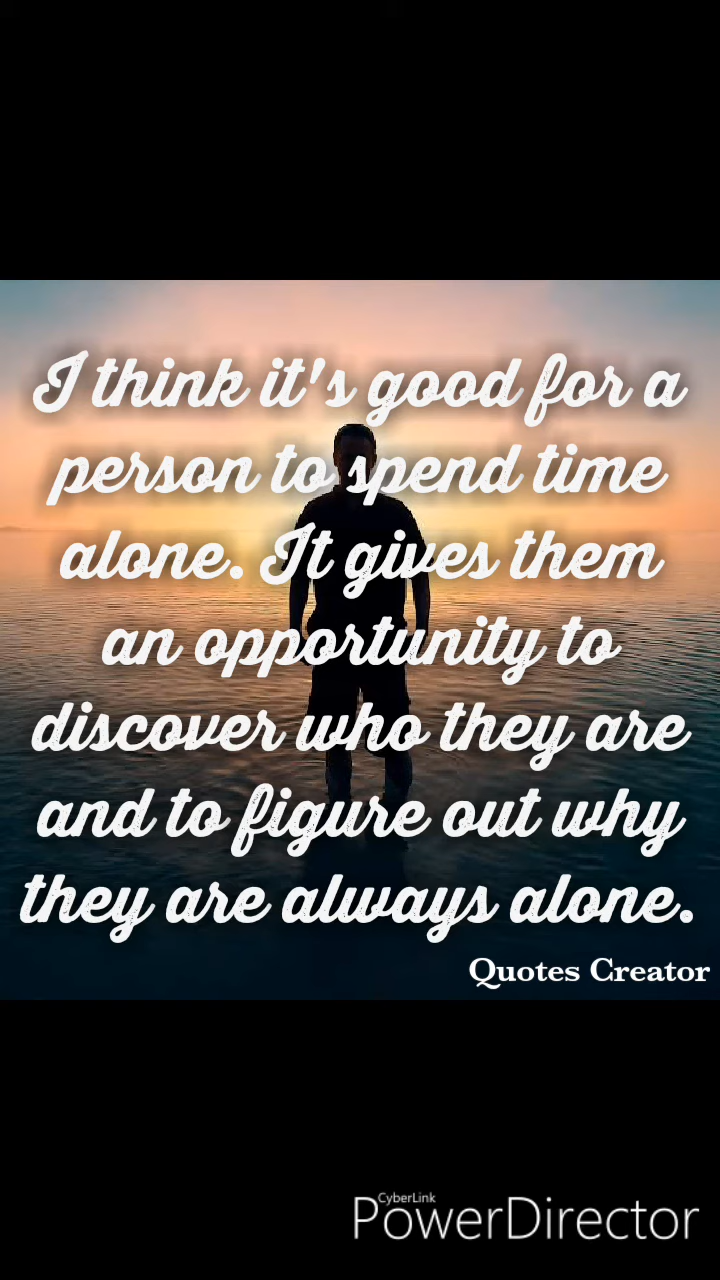 I think it's good for a
person to spend time
alone. It gives them
an opportunity to
discover who they are
and to figure out why
they are always alone.
Quotes Creator
CyberLink
PowerDirector